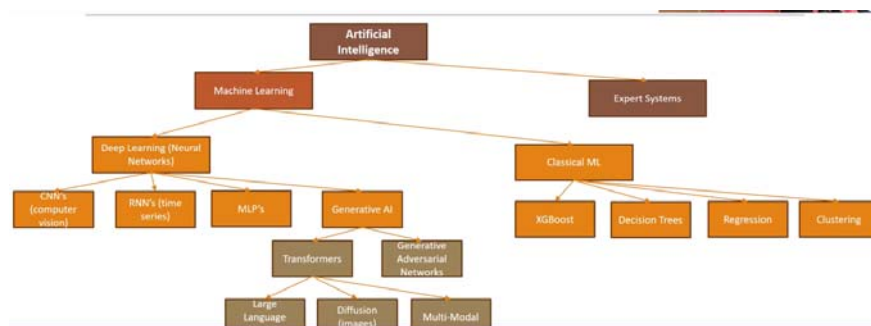 Artificial
Intelligence
Machine Learning
Expert Systems
Deep Learning (Neural
Networks)
Classical ML
CNN's
(computer
vision)
RNN's (time
series)
MLP's
Generative AI
XGBoost
Decision Trees
Regression
Clustering
Transformers
Generative
Adversarial
Networks
Large
Language
Diffusion
(images)
Multi-Modal